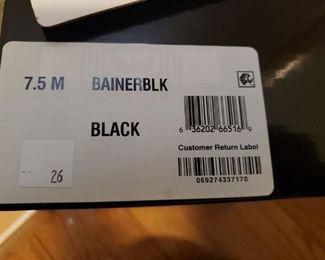 7.5 M BAINERBLK
BLACK
6 36202 66516 9
Customer Return Label
069274337170
26